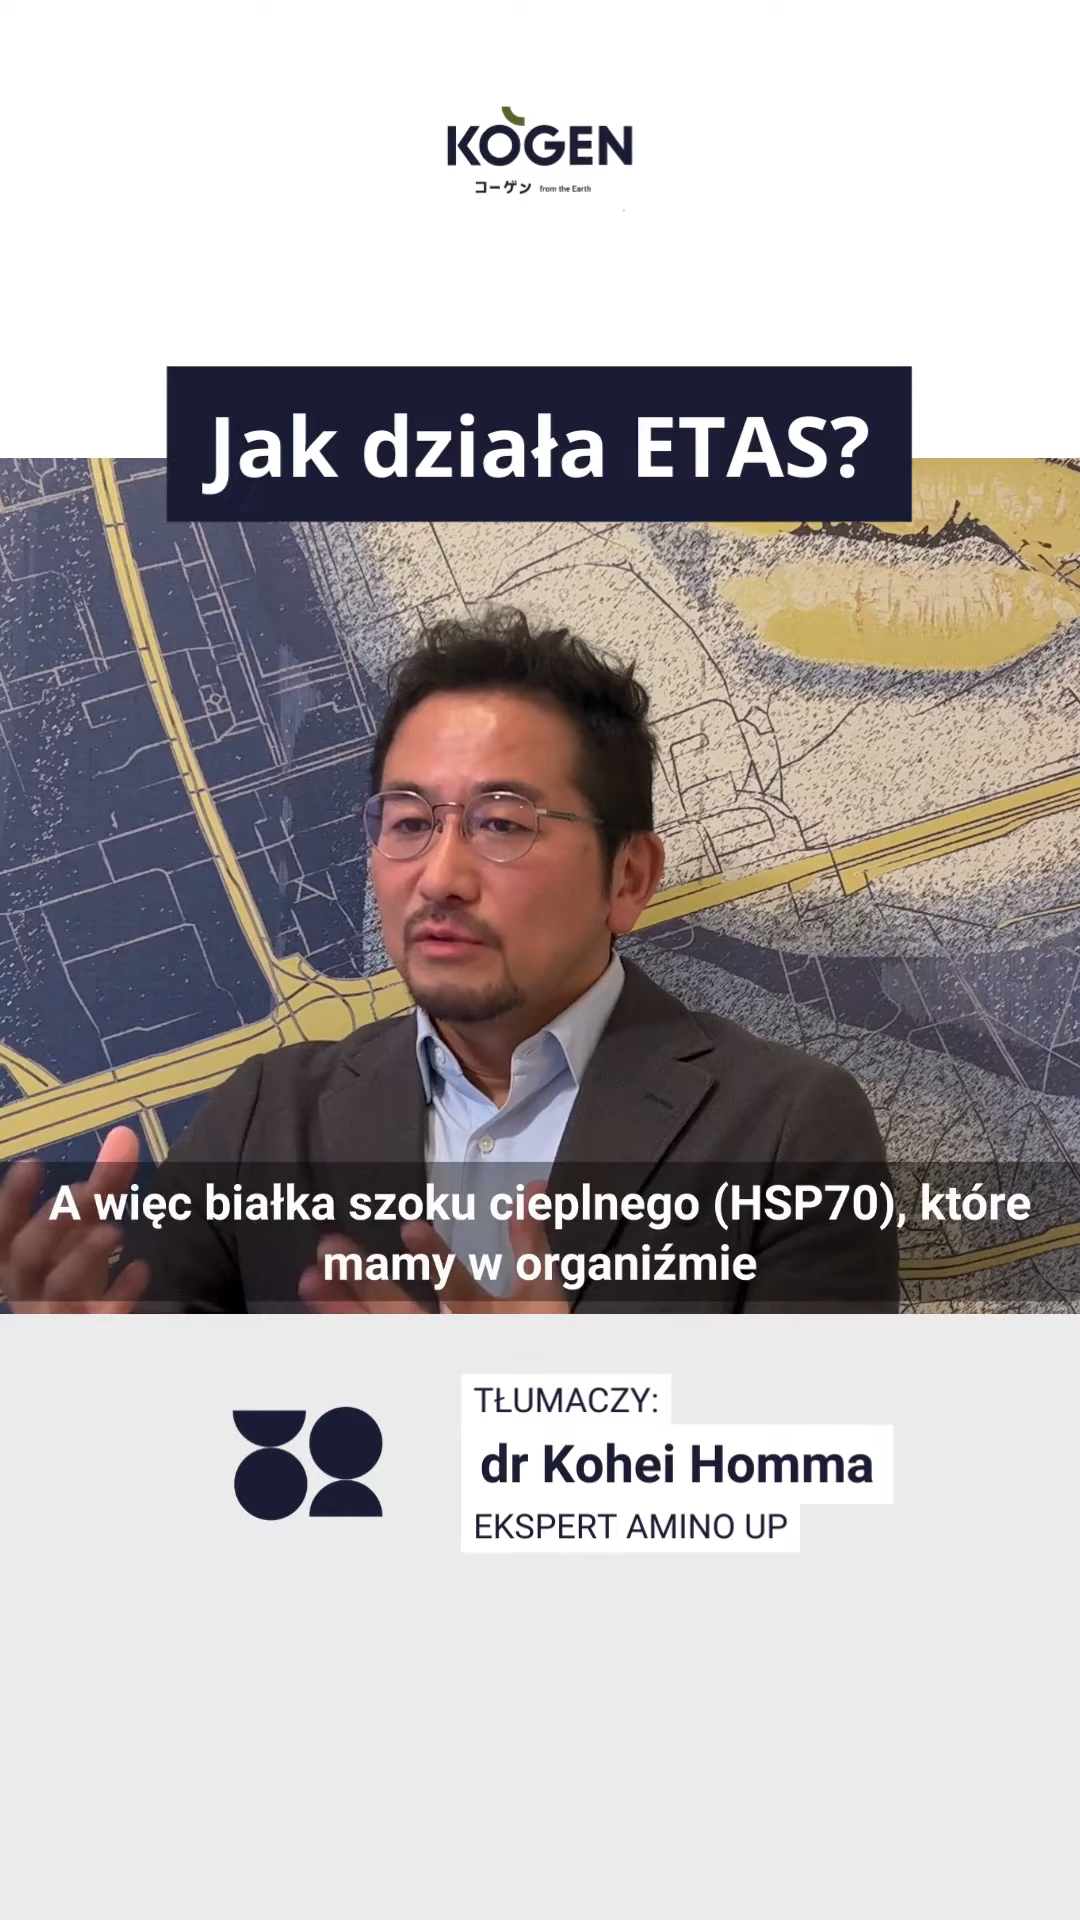 KOGEN
コーゲン from the Earth
Jak działa ETAS?
A więc białka szoku cieplnego (HSP70), które
mamy w organiźmie
TŁUMACZY:
dr Kohei Homma
EKSPERT AMINO UP